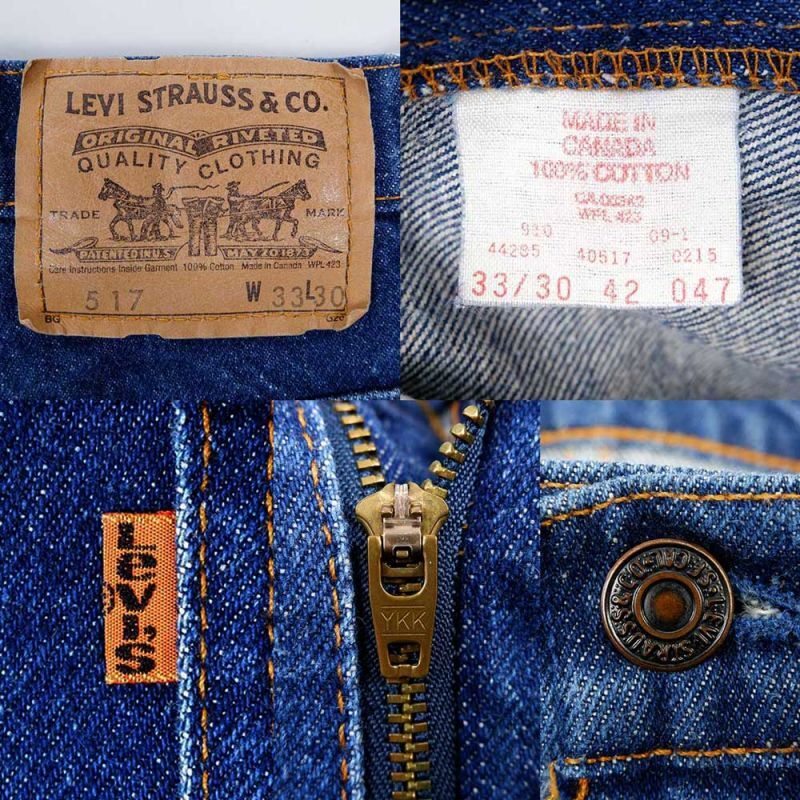 LEVI STRAUSS & CO.
ORIGINAL RIVETED
QUALITY CLOTHING
TRADE MARK
PATENTED IN U.S. MAY 20 1873
Care Instructions Inside Garment 100% Cotton Made in Canada WPL 423
517 W 33 L 30
BG
MADE IN
CANADA
100% COTTON
CA00342
WPL 423
09-1
44285 40517 0215
33/30 42 047
LEVI'S
YKK
LEVI STRAUSS & CO